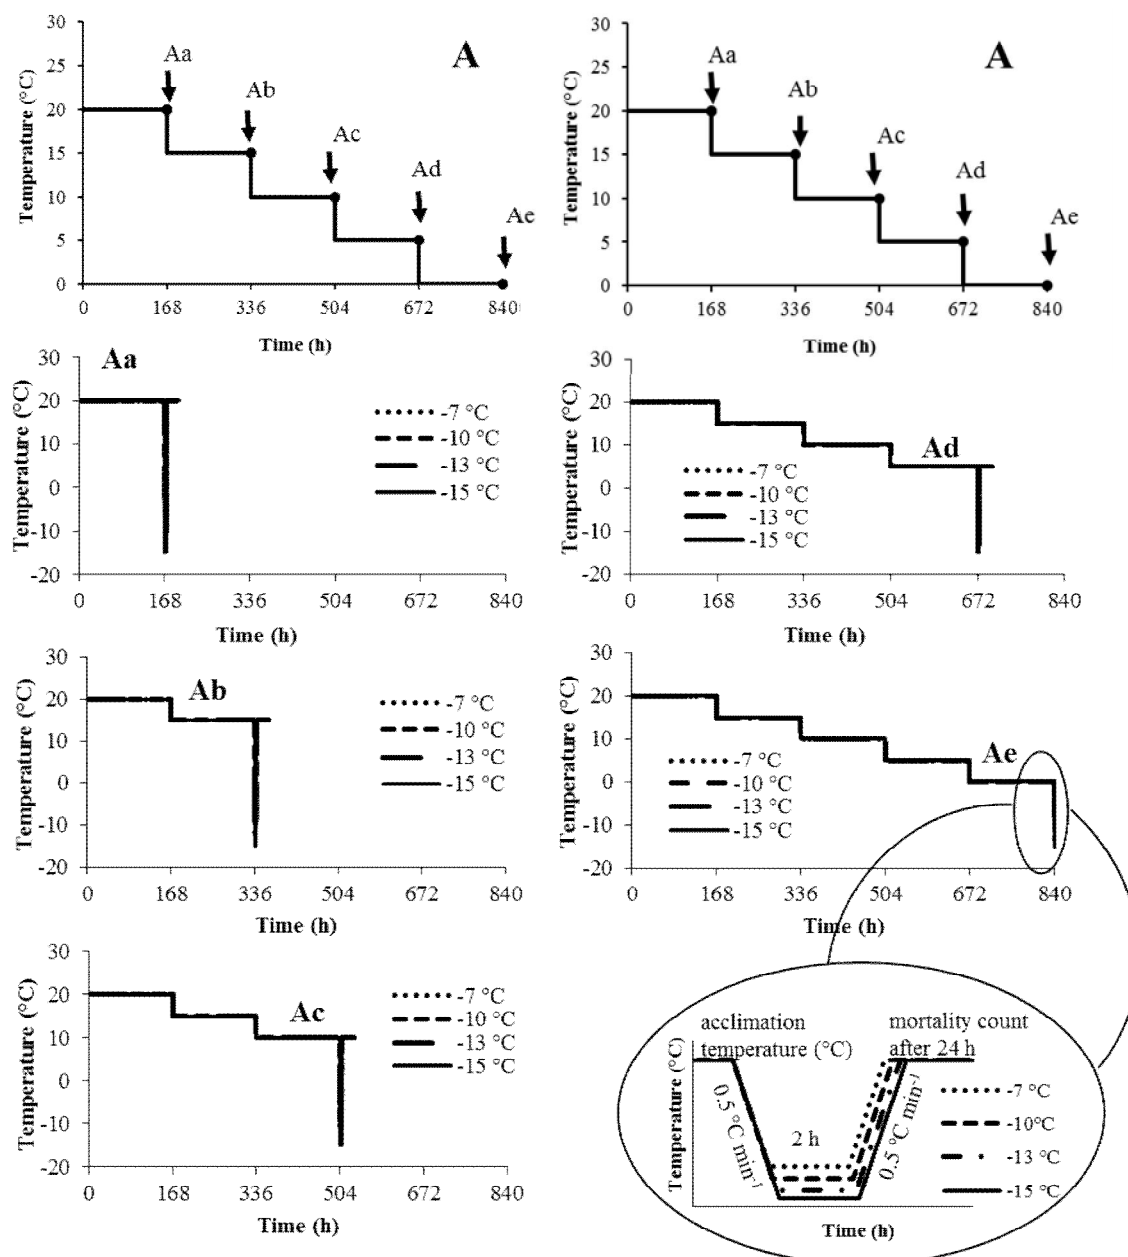 30
25
20
15
10
5
0
Temperature (°C)
A
Aa
Ab
Ac
Ad
Ae
0 168 336 504 672 840
Time (h)
30
25
20
15
10
5
0
Temperature (°C)
A
Aa
Ab
Ac
Ad
Ae
0 168 336 504 672 840
Time (h)
Aa
30
20
10
0
-10
-20
Temperature (°C)
-7 °C
-10 °C
-13 °C
-15 °C
0 168 336 504 672 840
Time (h)
30
20
10
0
-10
-20
Temperature (°C)
Ad
-7 °C
-10 °C
-13 °C
-15 °C
0 168 336 504 672 840
Time (h)
30
20
10
0
-10
-20
Temperature (°C)
Ab
-7 °C
-10 °C
-13 °C
-15 °C
0 168 336 504 672 840
Time (h)
30
20
10
0
-10
-20
Temperature (°C)
Ae
-7 °C
-10 °C
-13 °C
-15 °C
0 168 336 504 672 840
Time (h)
30
20
10
0
-10
-20
Temperature (°C)
Ac
-7 °C
-10 °C
-13 °C
-15 °C
0 168 336 504 672 840
Time (h)
acclimation
temperature (°C)
mortality count
after 24 h
Temperature (°C)
0.5 °C min⁻¹
2 h
0.5 °C min⁻¹
-7 °C
-10°C
-13 °C
-15 °C
Time (h)